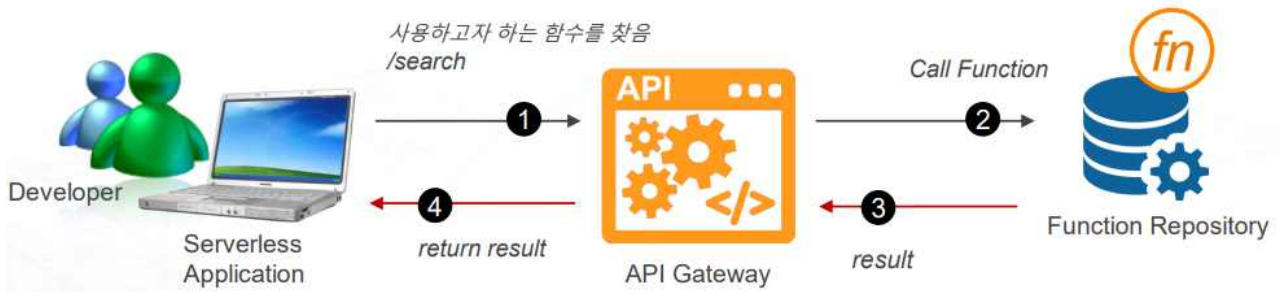 사용하고자 하는 함수를 찾음
/search
1
API
</>
Call Function
2
fn
Developer
Serverless
Application
4
return result
API Gateway
3
result
Function Repository